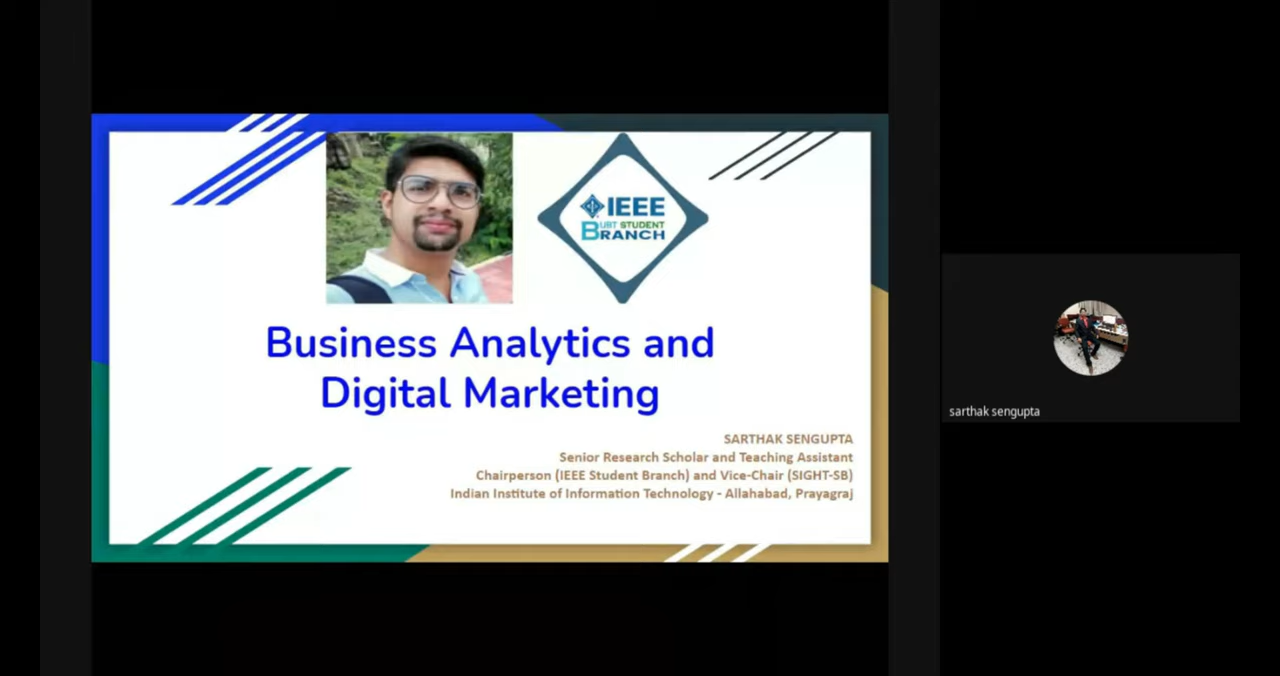 IEEE
BUBT STUDENT
BRANCH
Business Analytics and
Digital Marketing
SARTHAK SENGUPTA
Senior Research Scholar and Teaching Assistant
Chairperson (IEEE Student Branch) and Vice-Chair (SIGHT-SB)
Indian Institute of Information Technology - Allahabad, Prayagraj
sarthak sengupta